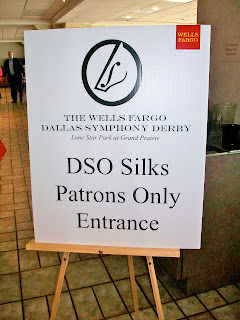 WELLS
FARGO
THE WELLS FARGO
DALLAS SYMPHONY DERBY
Lone Star Park at Grand Prairie
DSO Silks
Patrons Only
Entrance